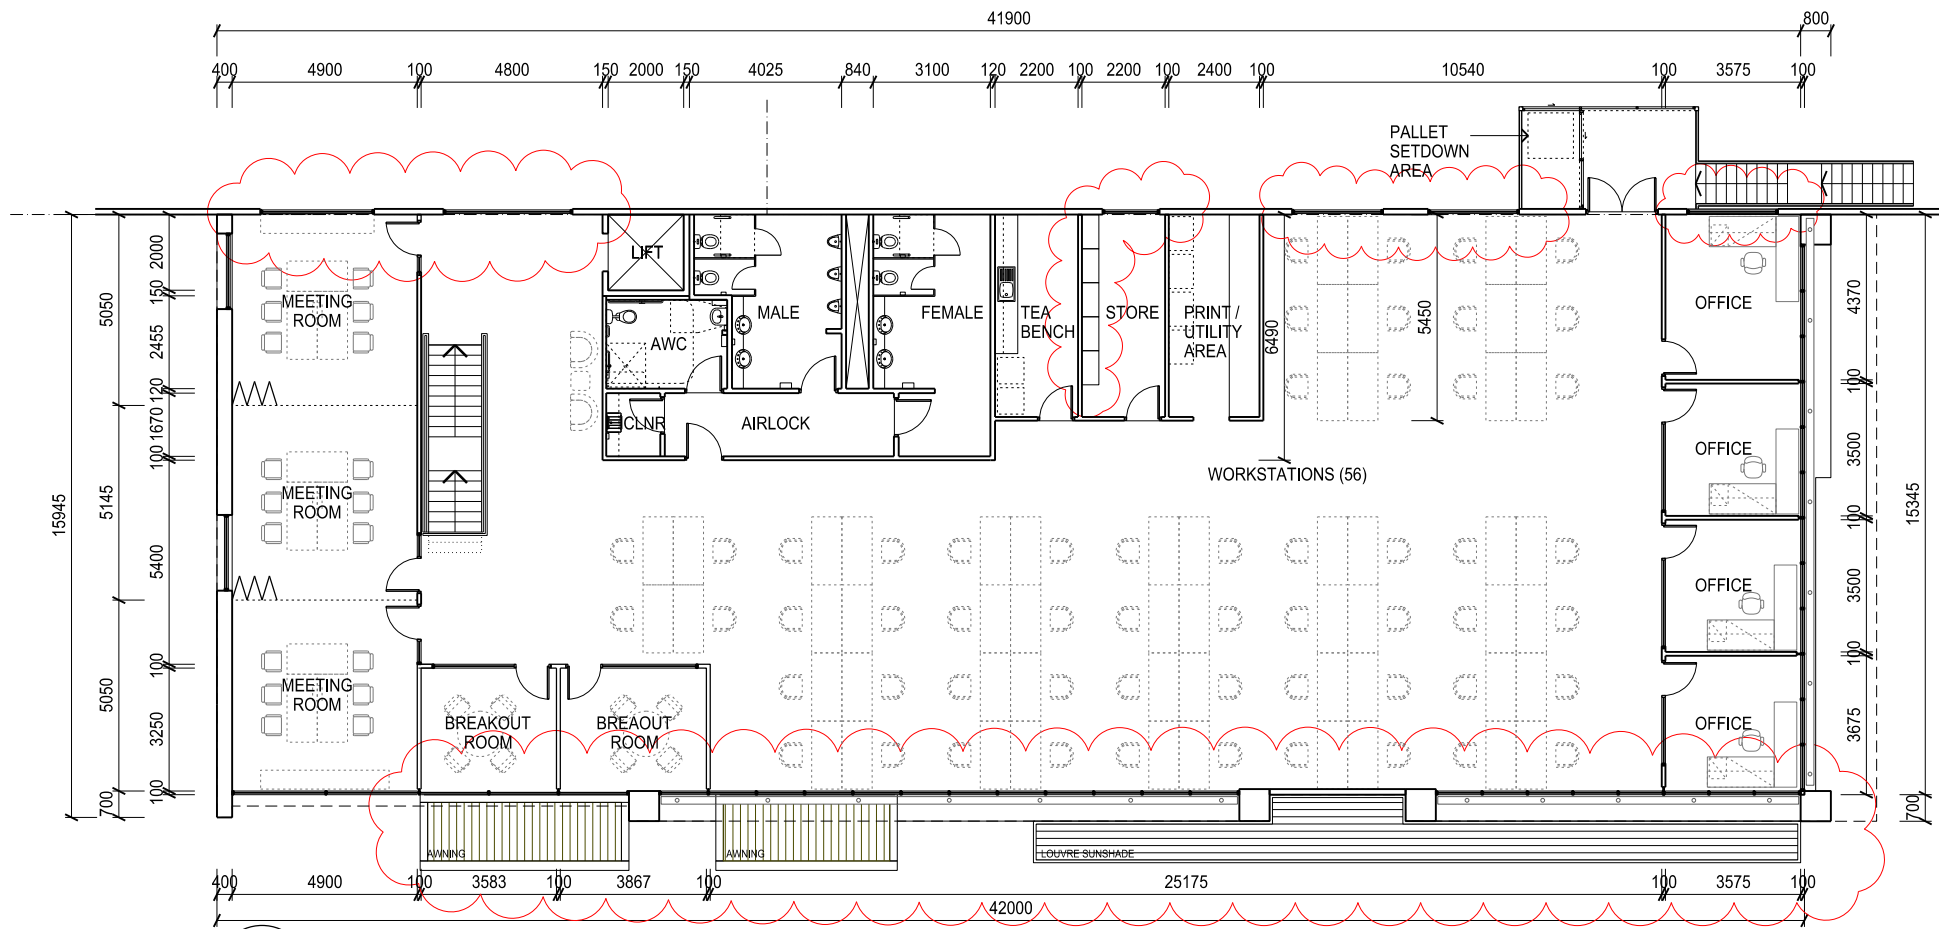 41900
800
400
4900
100
4800
150
2000
150
4025
840
3100
120
2200
100
2200
100
2400
100
10540
100
3575
100
PALLET
SETDOWN
AREA
LIFT
MEETING
ROOM
MALE
FEMALE
TEA
BENCH
STORE
PRINT /
UTILITY
AREA
OFFICE
AWC
CLNR
AIRLOCK
6490
5450
WORKSTATIONS (56)
OFFICE
MEETING
ROOM
OFFICE
MEETING
ROOM
BREAKOUT
ROOM
BREAOUT
ROOM
OFFICE
15945
5050
5145
5050
700
2000
150
2455
120
1670
100
5400
100
3250
100
4370
100
3500
100
3500
100
3675
15345
700
AWNING
AWNING
LOUVRE SUNSHADE
400
4900
100
3583
100
3867
100
25175
100
3575
100
42000